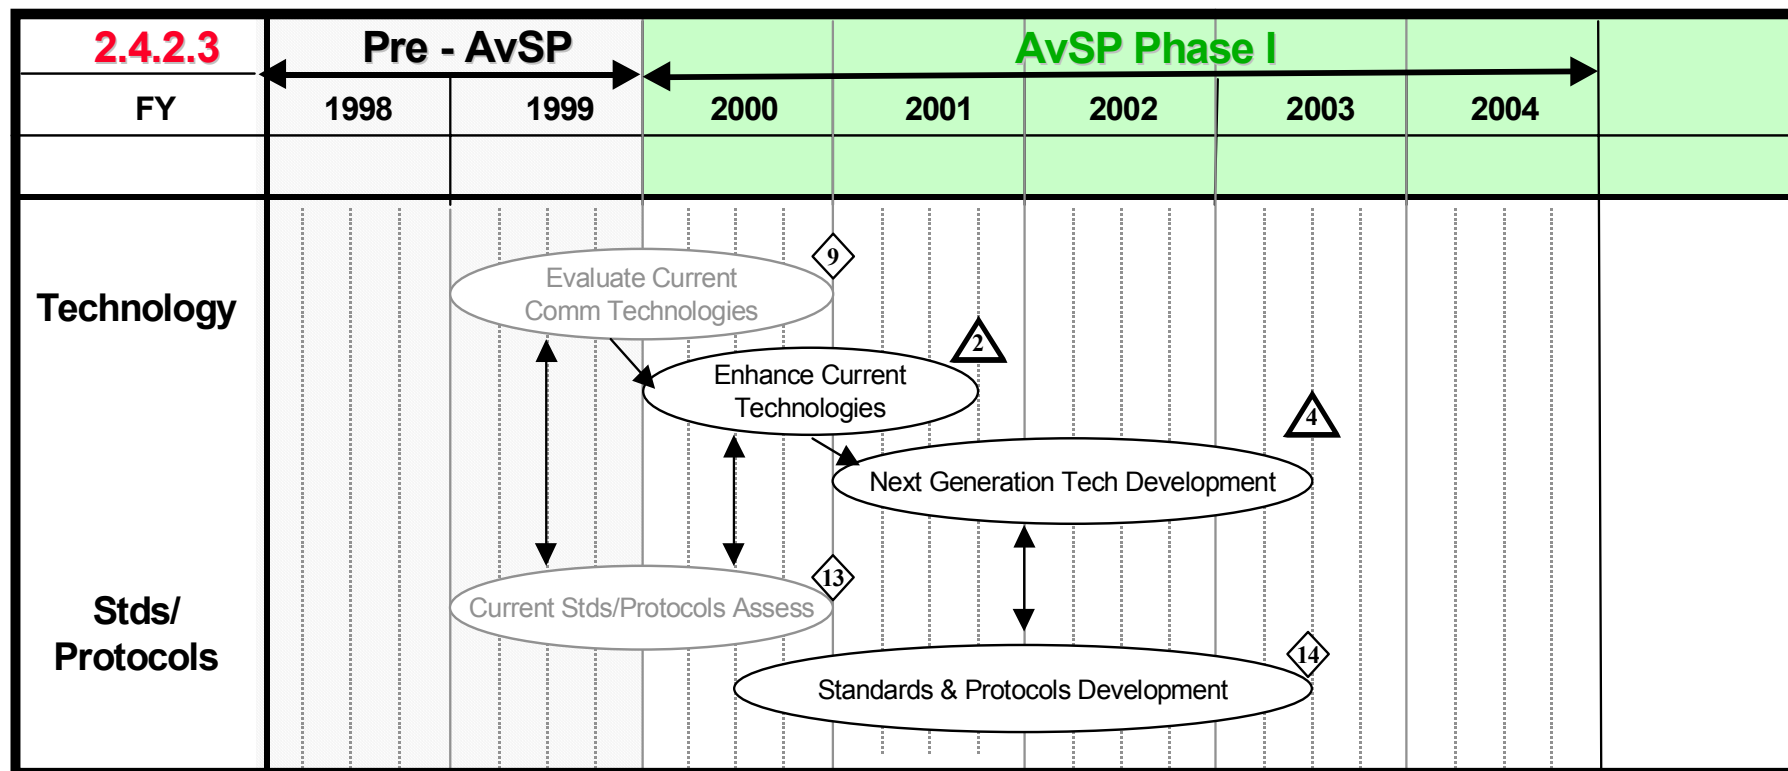 2.4.2.3
Pre - AvSP
AvSP Phase I
FY
1998
1999
2000
2001
2002
2003
2004
Technology
Evaluate Current
Comm Technologies
9
Enhance Current
Technologies
2
Next Generation Tech Development
4
Stds/
Protocols
Current Stds/Protocols Assess
13
Standards & Protocols Development
14